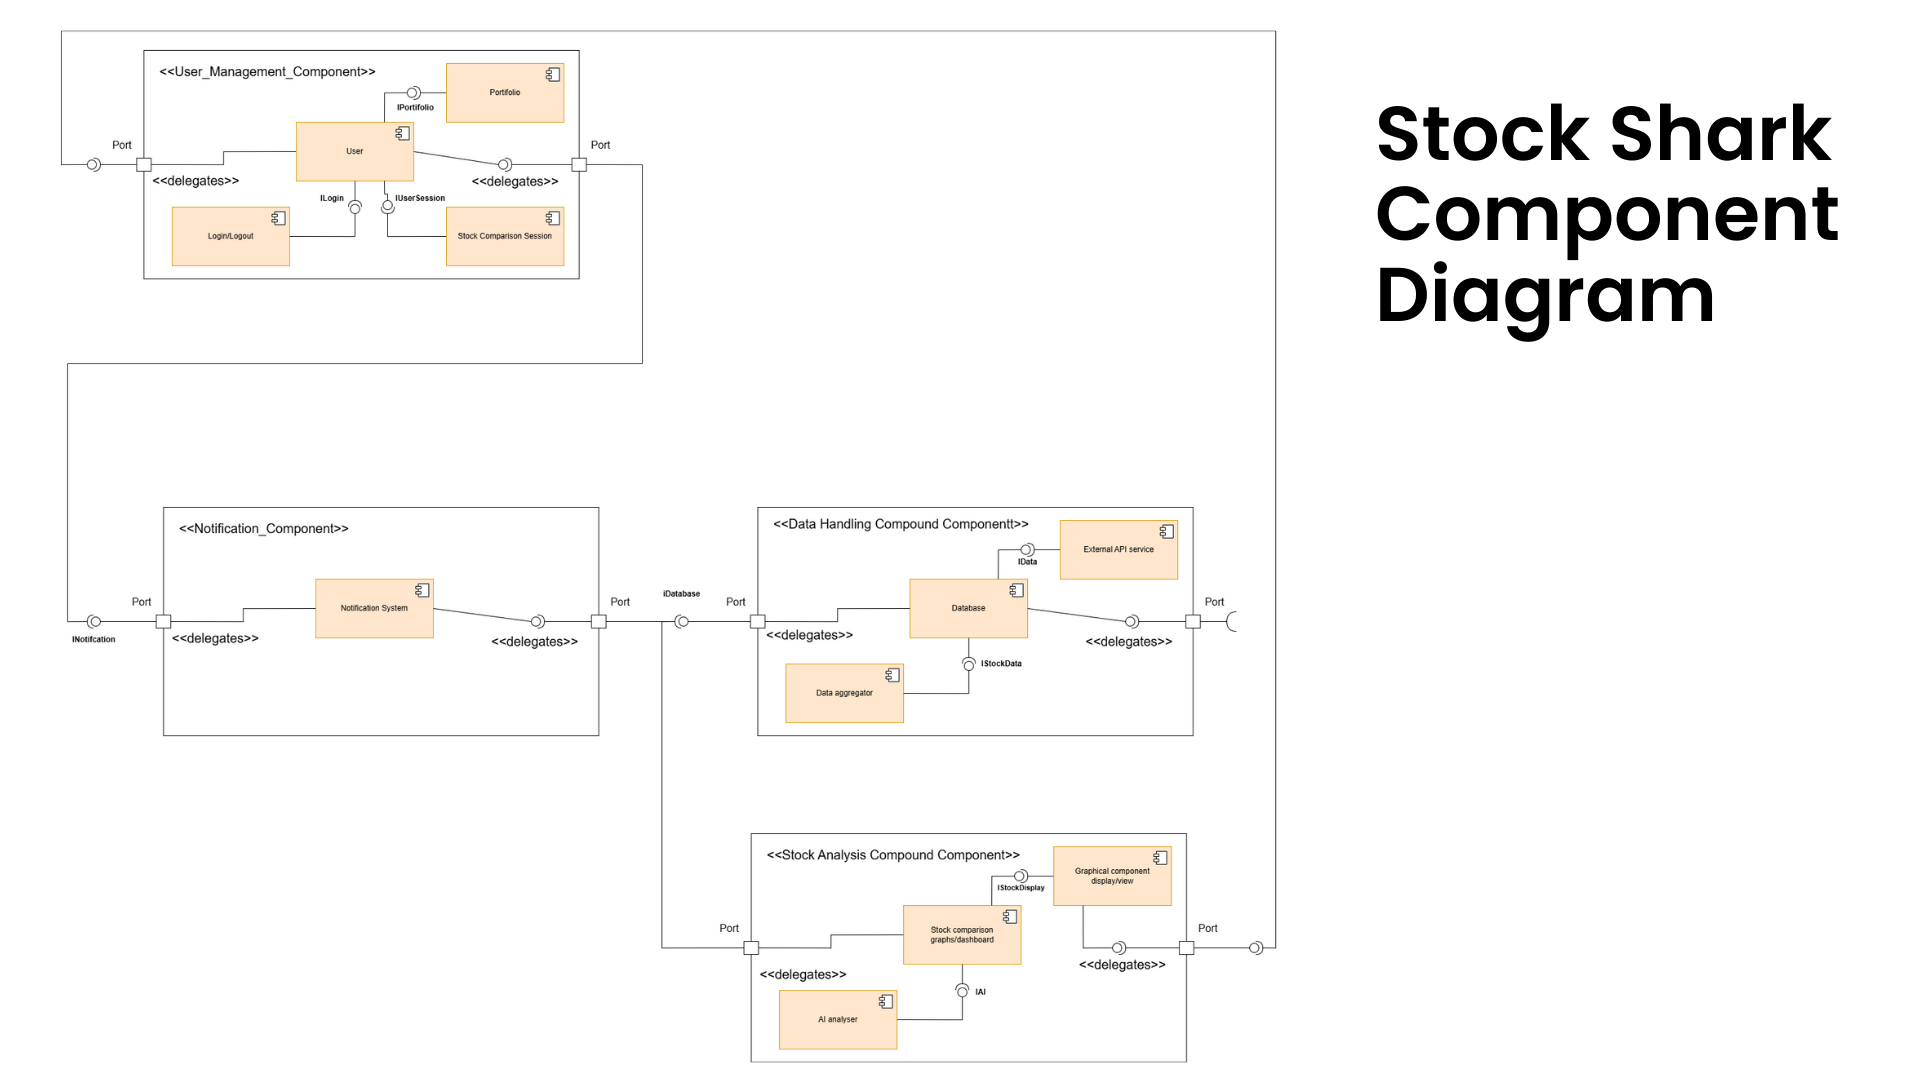 Stock Shark
Component
Diagram
<<User_Management_Component>>
Portifolio
IPortifolio
User
Port
Port
<<delegates>>
<<delegates>>
ILogin
IUserSession
Login/Logout
Stock Comparison Session
<<Notification_Component>>
Notification System
Port
Port
INotifcation
<<delegates>>
<<delegates>>
iDatabase
<<Data Handling Compound Componentt>>
External API service
IData
Database
Port
Port
<<delegates>>
<<delegates>>
IStockData
Data aggregator
<<Stock Analysis Compound Component>>
Graphical component
display/view
IStockDisplay
Stock comparison
graphs/dashboard
Port
Port
<<delegates>>
<<delegates>>
IAI
AI analyser